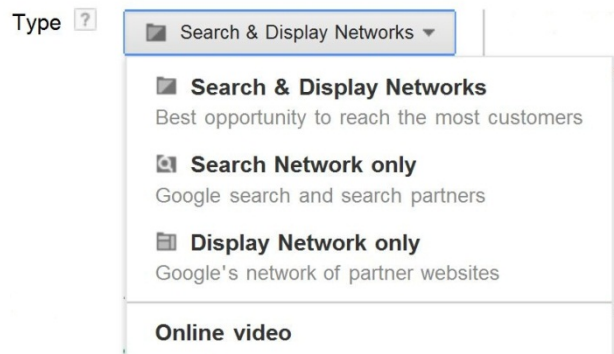 Type ?
Search & Display Networks
Search & Display Networks
Best opportunity to reach the most customers
Search Network only
Google search and search partners
Display Network only
Google's network of partner websites
Online video